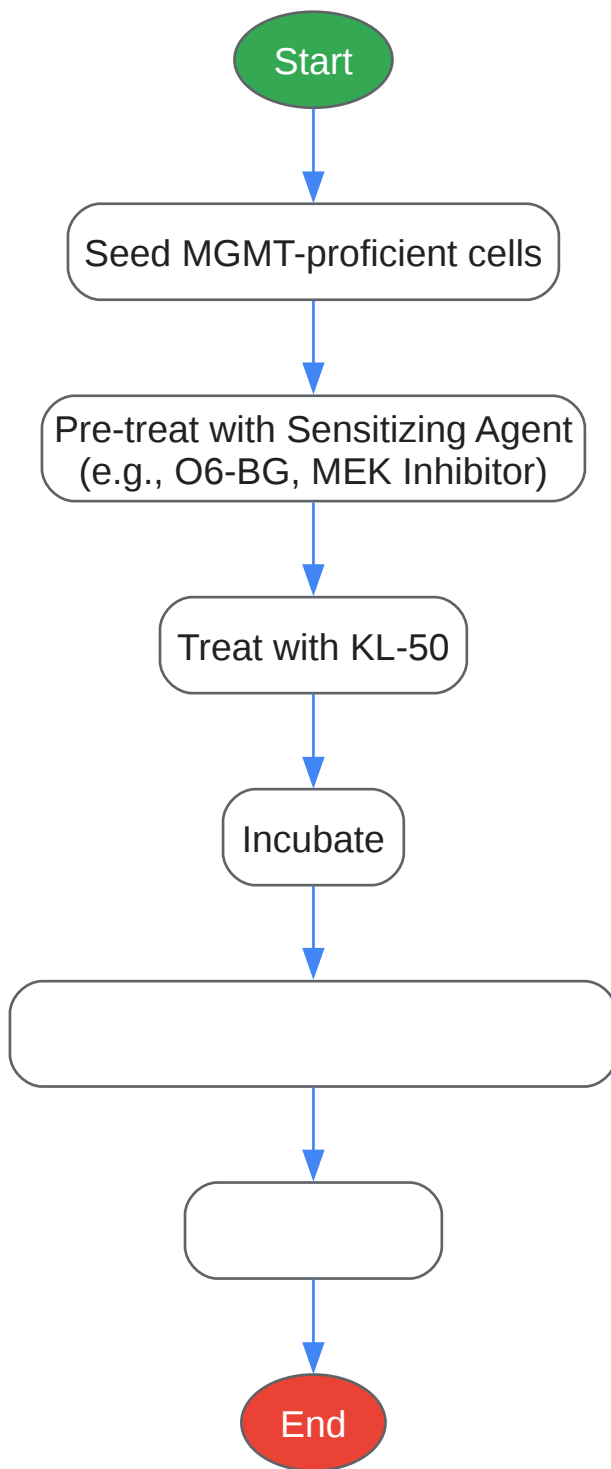 Start
Seed MGMT-proficient cells
Pre-treat with Sensitizing Agent
(e.g., O6-BG, MEK Inhibitor)
Treat with KL-50
Incubate
End